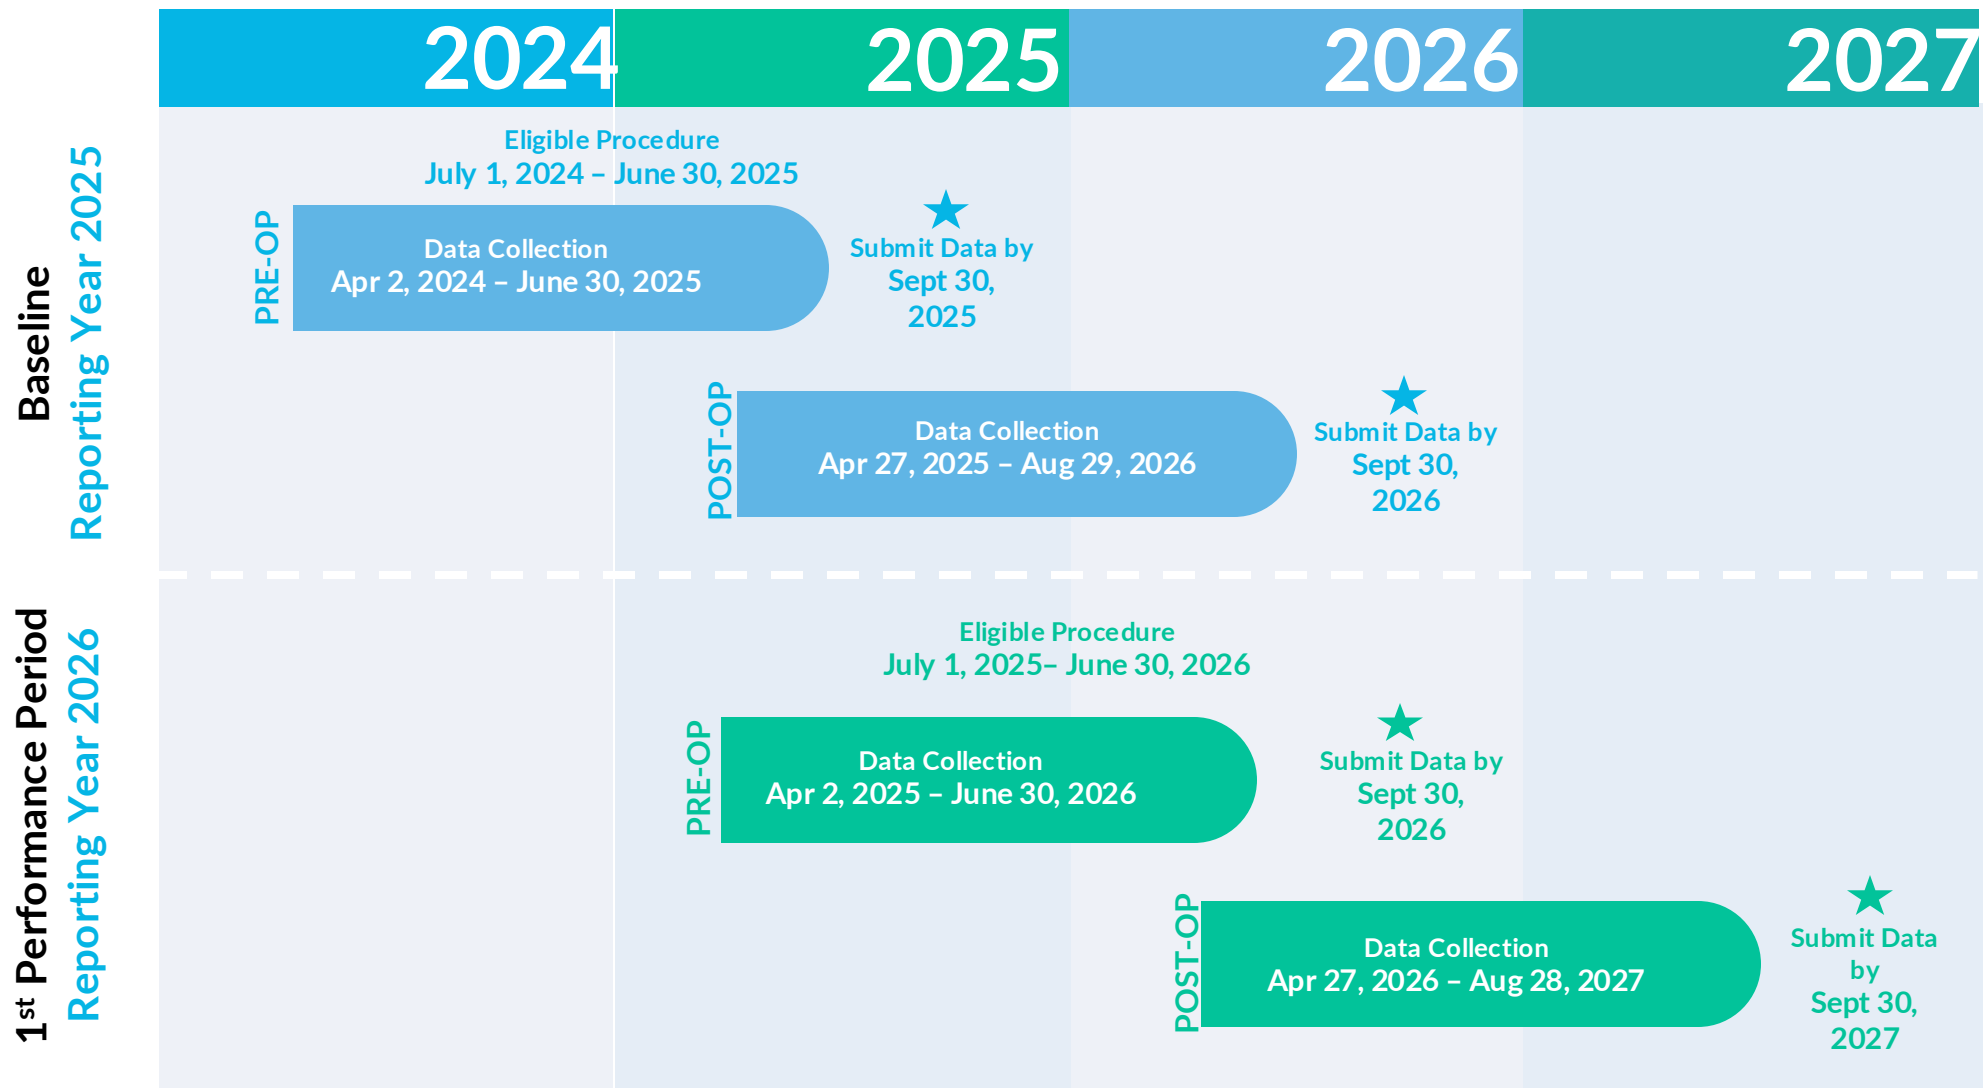 2024
2025
2026
2027
Baseline
Reporting Year 2025
Eligible Procedure
July 1, 2024 – June 30, 2025
PRE-OP
Data Collection
Apr 2, 2024 – June 30, 2025
Submit Data by
Sept 30,
2025
POST-OP
Data Collection
Apr 27, 2025 – Aug 29, 2026
Submit Data by
Sept 30,
2026
1st Performance Period
Reporting Year 2026
Eligible Procedure
July 1, 2025– June 30, 2026
PRE-OP
Data Collection
Apr 2, 2025 – June 30, 2026
Submit Data by
Sept 30,
2026
POST-OP
Data Collection
Apr 27, 2026 – Aug 28, 2027
Submit Data
by
Sept 30,
2027